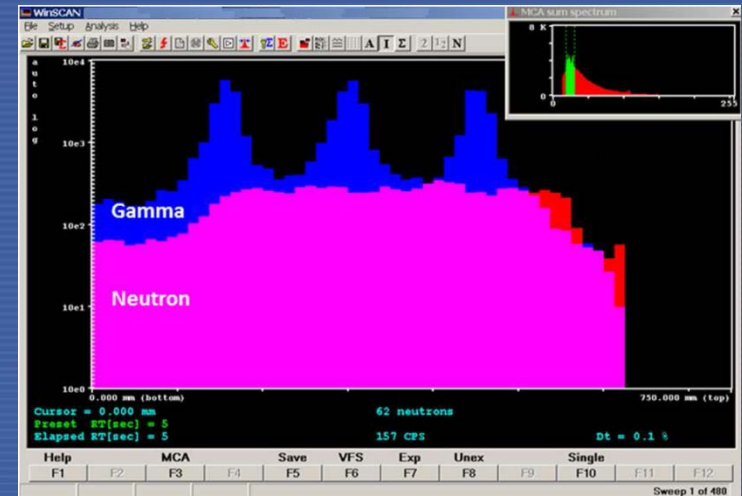 WinSCAN
File Setup Analysis Help
MCA sum spectrum
8 K
0
0 255
auto log
10e4
10e3
10e2
10e1
10e0
Gamma
Neutron
0.000 mm (bottom) 750.000 mm (top)
Cursor = 0.000 mm 62 neutrons
Preset RT[sec] = 5
Elapsed RT[sec] = 5 157 CPS Dt = 0.1 %
Help MCA Save VFS Exp Unex Single
F1 F2 F3 F4 F5 F6 F7 F8 F9 F10 F11 F12
Sweep 1 of 480